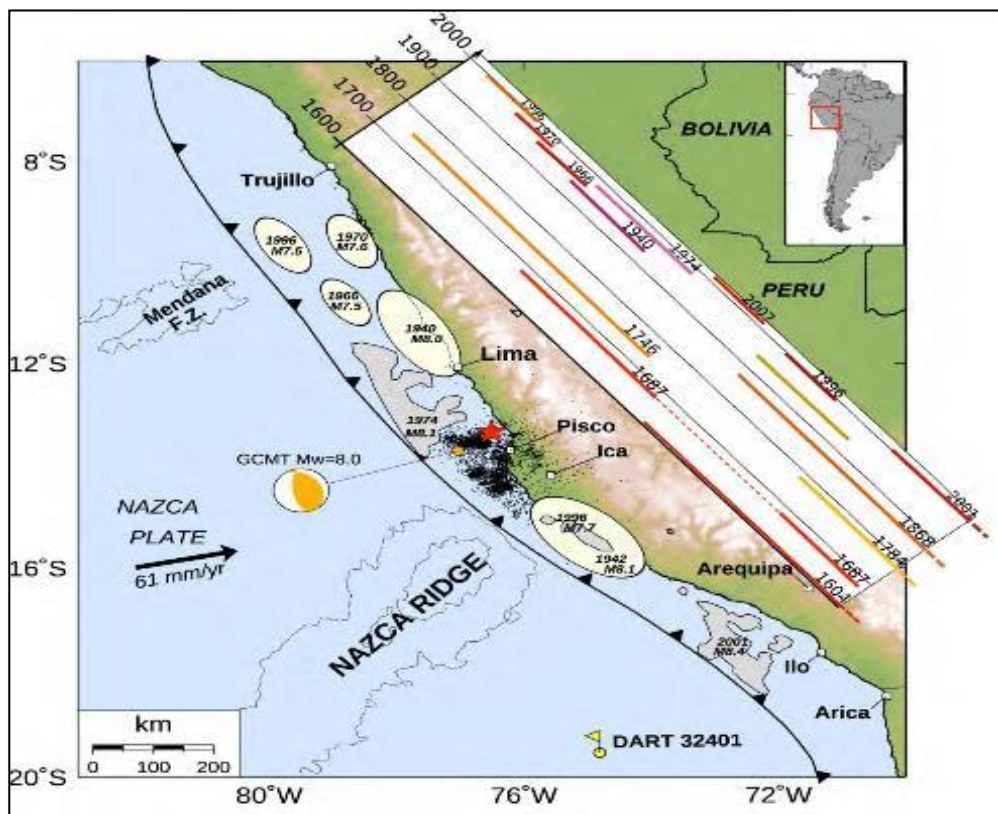 2000
1900
1800
1700
1600
BOLIVIA
8°S
Trujillo
1996
1970
1966
1940
1974
2007
PERU
1996
M7.6
1970
M7.6
1966
M7.5
1940
M8.0
Mendana
F.Z.
1746
1687
1996
12°S
Lima
1974
M8.1
Pisco
Ica
GCMT Mw=8.0
NAZCA
PLATE
61 mm/yr
1996
M7.7
1942
M8.1
2001
1868
1784
1687
1604
16°S
Arequipa
NAZCA RIDGE
2001
M8.4
Ilo
Arica
km
0 100 200
DART 32401
20°S
80°W
76°W
72°W